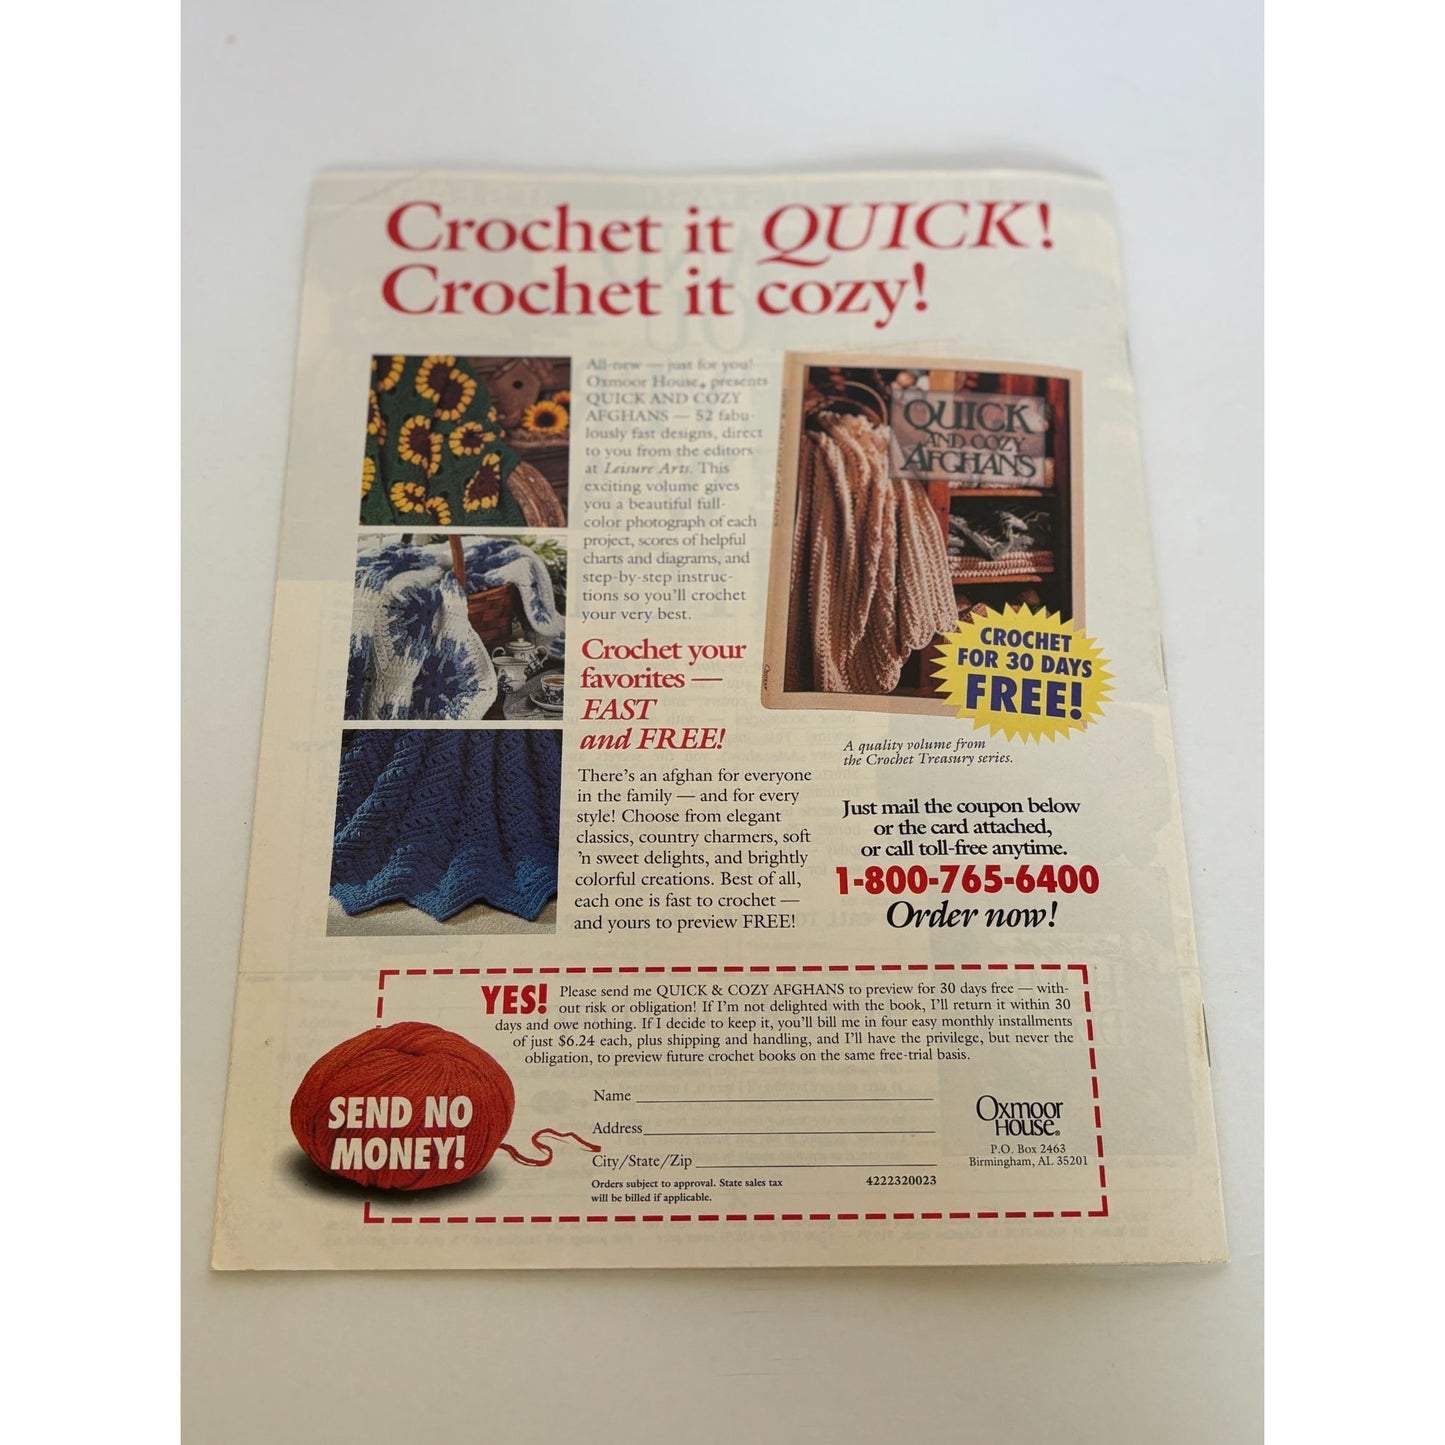 Crochet it QUICK!
Crochet it cozy!
All-new — just for you!
Oxmoor House® presents
QUICK AND COZY
AFGHANS — 52 fabu-
lously fast designs, direct
to you from the editors
at Leisure Arts. This
exciting volume gives
you a beautiful full-
color photograph of each
project, scores of helpful
charts and diagrams, and
step-by-step instruc-
tions so you'll crochet
your very best.
Crochet your
favorites —
FAST
and FREE!
There's an afghan for everyone
in the family — and for every
style! Choose from elegant
classics, country charmers, soft
'n sweet delights, and brightly
colorful creations. Best of all,
each one is fast to crochet —
and yours to preview FREE!
QUICK
AND COZY
AFGHANS
CROCHET
FOR 30 DAYS
FREE!
A quality volume from
the Crochet Treasury series.
Just mail the coupon below
or the card attached,
or call toll-free anytime.
1-800-765-6400
Order now!
YES! Please send me QUICK & COZY AFGHANS to preview for 30 days free — with-
out risk or obligation! If I'm not delighted with the book, I'll return it within 30
days and owe nothing. If I decide to keep it, you'll bill me in four easy monthly installments
of just $6.24 each, plus shipping and handling, and I'll have the privilege, but never the
obligation, to preview future crochet books on the same free-trial basis.
SEND NO
MONEY!
Name
Address
City/State/Zip
Orders subject to approval. State sales tax
will be billed if applicable.
4222320023
Oxmoor
House®
P.O. Box 2463
Birmingham, AL 35201